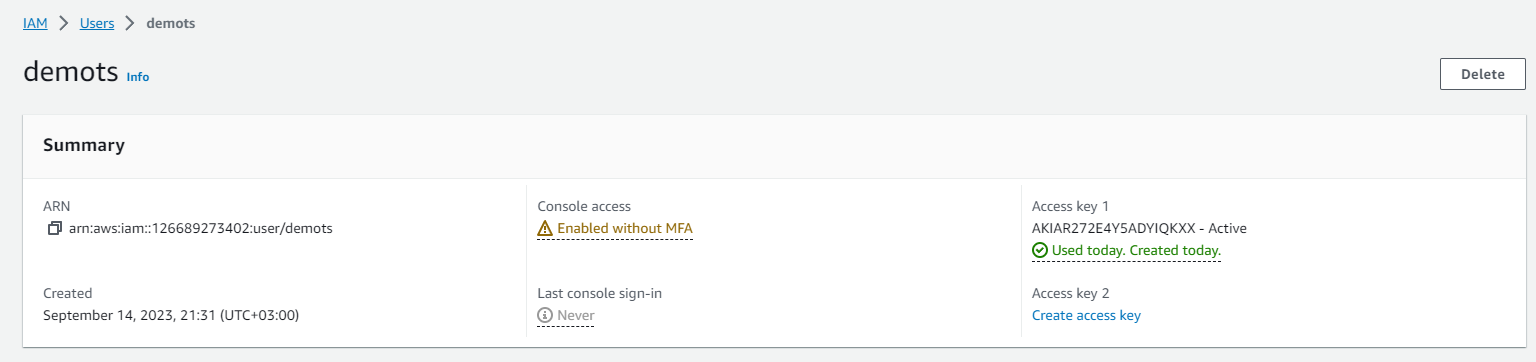 IAM > Users > demots
demots Info
Delete
Summary
ARN
arn:aws:iam::126689273402:user/demots
Created
September 14, 2023, 21:31 (UTC+03:00)
Console access
Enabled without MFA
Last console sign-in
Never
Access key 1
AKIAR272E4Y5ADYIQKXX - Active
Used today. Created today.
Access key 2
Create access key